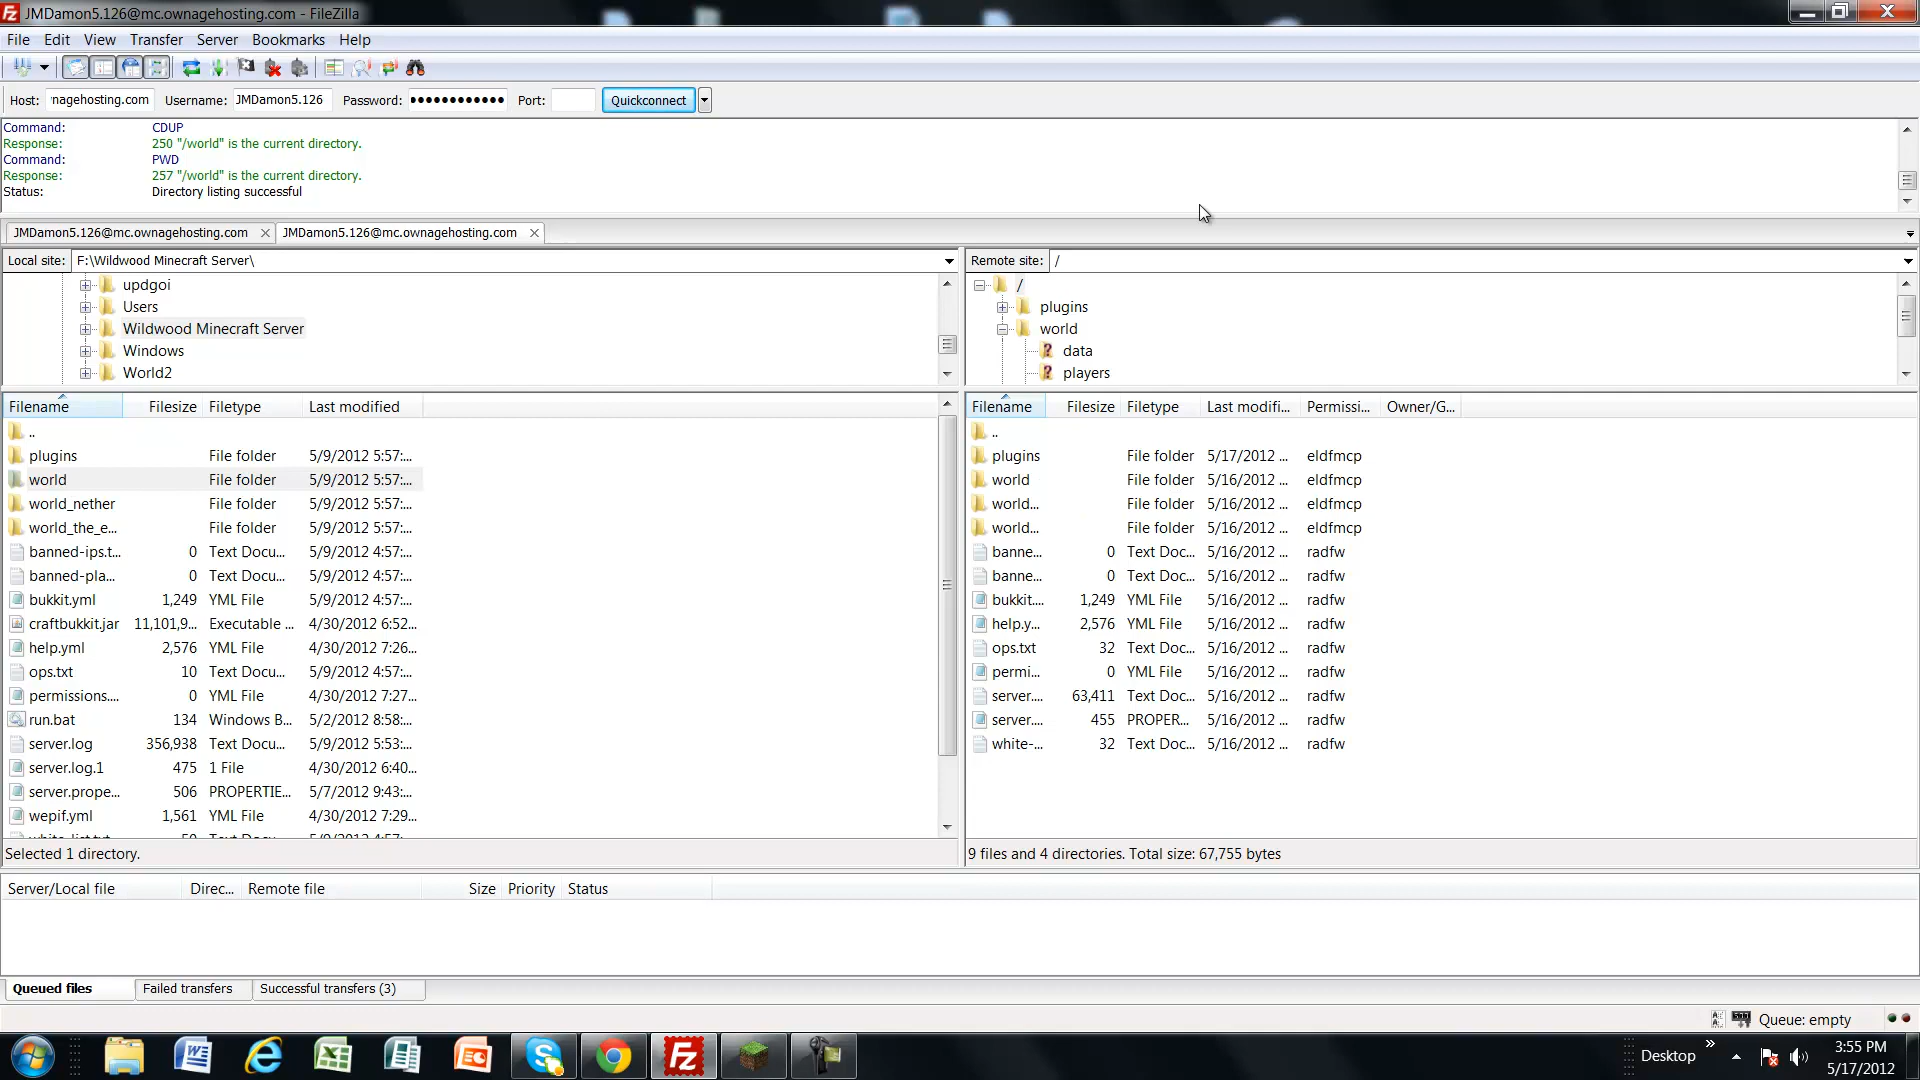 JMDamon5.126@mc.ownagehosting.com - FileZilla
File Edit View Transfer Server Bookmarks Help
Host: nagehosting.com Username: JMDamon5.126 Password: ●●●●●●●●●●●● Port: Quickconnect
Command: CDUP
Response: 250 "/world" is the current directory.
Command: PWD
Response: 257 "/world" is the current directory.
Status: Directory listing successful
JMDamon5.126@mc.ownagehosting.com JMDamon5.126@mc.ownagehosting.com
Local site: F:\Wildwood Minecraft Server\
updgoi
Users
Wildwood Minecraft Server
Windows
World2
Filename Filesize Filetype Last modified
..
plugins File folder 5/9/2012 5:57:...
world File folder 5/9/2012 5:57:...
world_nether File folder 5/9/2012 5:57:...
world_the_e... File folder 5/9/2012 5:57:...
banned-ips.t... 0 Text Docu... 5/9/2012 4:57:...
banned-pla... 0 Text Docu... 5/9/2012 4:57:...
bukkit.yml 1,249 YML File 5/9/2012 4:57:...
craftbukkit.jar 11,101,9... Executable ... 4/30/2012 6:52...
help.yml 2,576 YML File 4/30/2012 7:26...
ops.txt 10 Text Docu... 5/9/2012 4:57:...
permissions.... 0 YML File 4/30/2012 7:27...
run.bat 134 Windows B... 5/2/2012 8:58:...
server.log 356,938 Text Docu... 5/9/2012 5:53:...
server.log.1 475 1 File 4/30/2012 6:40...
server.prope... 506 PROPERTIE... 5/7/2012 9:43:...
wepif.yml 1,561 YML File 4/30/2012 7:29...
Selected 1 directory.
Remote site: /
/
plugins
world
data
players
Filename Filesize Filetype Last modifi... Permissi... Owner/G...
..
plugins File folder 5/17/2012 ... eldfmcp
world File folder 5/16/2012 ... eldfmcp
world... File folder 5/16/2012 ... eldfmcp
world... File folder 5/16/2012 ... eldfmcp
banne... 0 Text Doc... 5/16/2012 ... radfw
banne... 0 Text Doc... 5/16/2012 ... radfw
bukkit.... 1,249 YML File 5/16/2012 ... radfw
help.y... 2,576 YML File 5/16/2012 ... radfw
ops.txt 32 Text Doc... 5/16/2012 ... radfw
permi... 0 YML File 5/16/2012 ... radfw
server.... 63,411 Text Doc... 5/16/2012 ... radfw
server.... 455 PROPER... 5/16/2012 ... radfw
white-... 32 Text Doc... 5/16/2012 ... radfw
9 files and 4 directories. Total size: 67,755 bytes
Server/Local file Direc... Remote file Size Priority Status
Queued files Failed transfers Successful transfers (3)
Queue: empty
Desktop
3:55 PM
5/17/2012